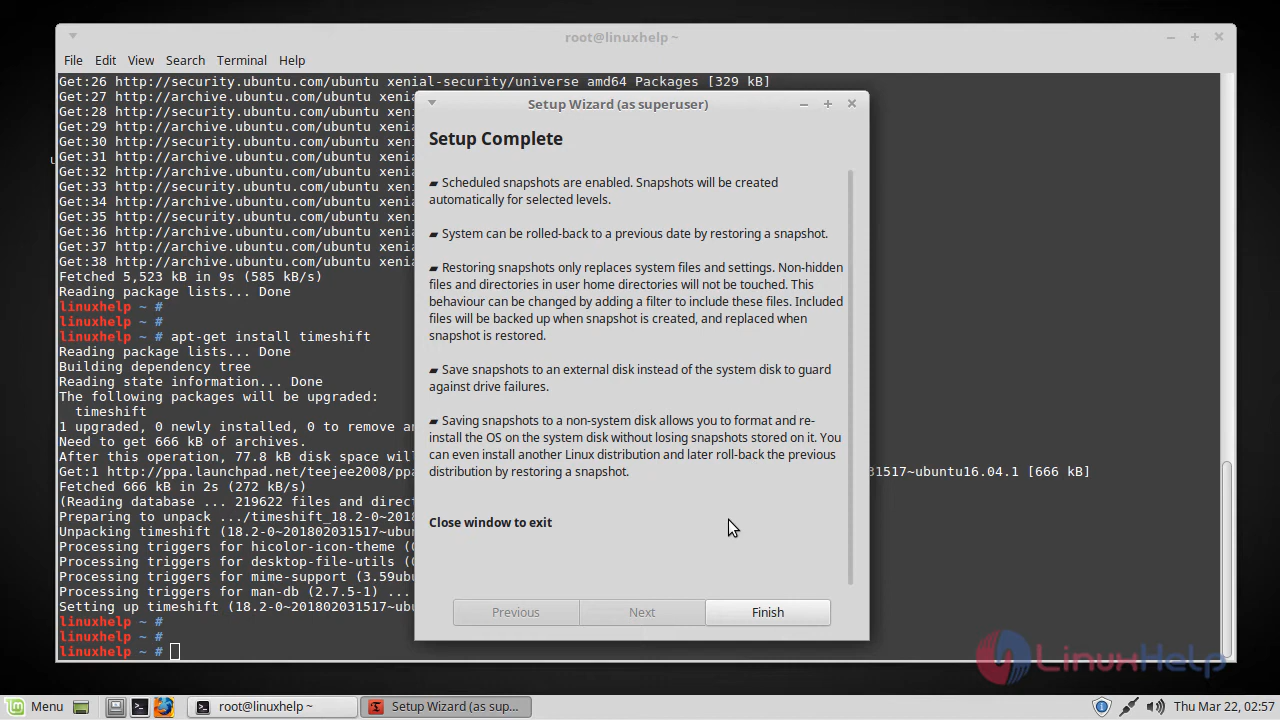 root@linuxhelp ~
File Edit View Search Terminal Help
Get:26 http://security.ubuntu.com/ubuntu xenial-security/universe amd64 Packages [329 kB]
Get:27 http://archive.ubuntu.com/ubuntu xenia
Get:28 http://archive.ubuntu.com/ubuntu xenia
Get:29 http://archive.ubuntu.com/ubuntu xenia
Get:30 http://security.ubuntu.com/ubuntu xeni
Get:31 http://archive.ubuntu.com/ubuntu xenia
Get:32 http://archive.ubuntu.com/ubuntu xenia
Get:33 http://security.ubuntu.com/ubuntu xeni
Get:34 http://archive.ubuntu.com/ubuntu xenia
Get:35 http://security.ubuntu.com/ubuntu xeni
Get:36 http://archive.ubuntu.com/ubuntu xenia
Get:37 http://archive.ubuntu.com/ubuntu xenia
Get:38 http://archive.ubuntu.com/ubuntu xenia
Fetched 5,523 kB in 9s (585 kB/s)
Reading package lists... Done
linuxhelp ~ #
linuxhelp ~ #
linuxhelp ~ # apt-get install timeshift
Reading package lists... Done
Building dependency tree
Reading state information... Done
The following packages will be upgraded:
timeshift
1 upgraded, 0 newly installed, 0 to remove an
Need to get 666 kB of archives.
After this operation, 77.8 kB disk space will
Get:1 http://ppa.launchpad.net/teejee2008/ppa 31517~ubuntu16.04.1 [666 kB]
Fetched 666 kB in 2s (272 kB/s)
(Reading database ... 219622 files and direct
Preparing to unpack .../timeshift_18.2-0~2018
Unpacking timeshift (18.2-0~201802031517~ubun
Processing triggers for hicolor-icon-theme (0
Processing triggers for desktop-file-utils (0
Processing triggers for mime-support (3.59ubu
Processing triggers for man-db (2.7.5-1) ...
Setting up timeshift (18.2-0~201802031517~ubu
linuxhelp ~ #
linuxhelp ~ #
linuxhelp ~ #
Setup Wizard (as superuser)
Setup Complete
▰ Scheduled snapshots are enabled. Snapshots will be created
automatically for selected levels.
▰ System can be rolled-back to a previous date by restoring a snapshot.
▰ Restoring snapshots only replaces system files and settings. Non-hidden
files and directories in user home directories will not be touched. This
behaviour can be changed by adding a filter to include these files. Included
files will be backed up when snapshot is created, and replaced when
snapshot is restored.
▰ Save snapshots to an external disk instead of the system disk to guard
against drive failures.
▰ Saving snapshots to a non-system disk allows you to format and re-
install the OS on the system disk without losing snapshots stored on it. You
can even install another Linux distribution and later roll-back the previous
distribution by restoring a snapshot.
Close window to exit
Previous Next Finish
LinuxHelp
Menu root@linuxhelp ~ Setup Wizard (as sup... Thu Mar 22, 02:57